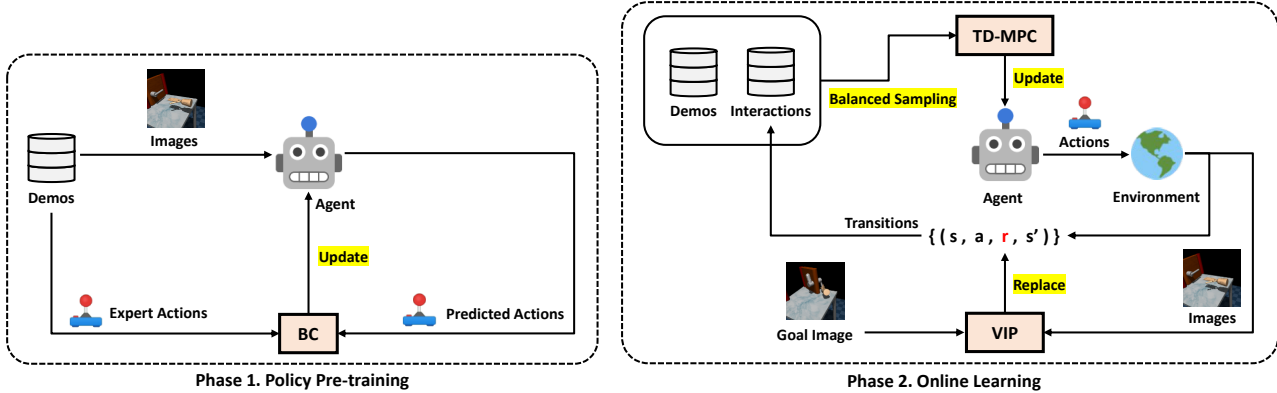 Images
Demos
Agent
Update
Expert Actions
BC
Predicted Actions
Phase 1. Policy Pre-training
TD-MPC
Update
Balanced Sampling
Demos
Interactions
Actions
Agent
Environment
Transitions
{ ( s , a , r , s’ ) }
Replace
Goal Image
VIP
Images
Phase 2. Online Learning